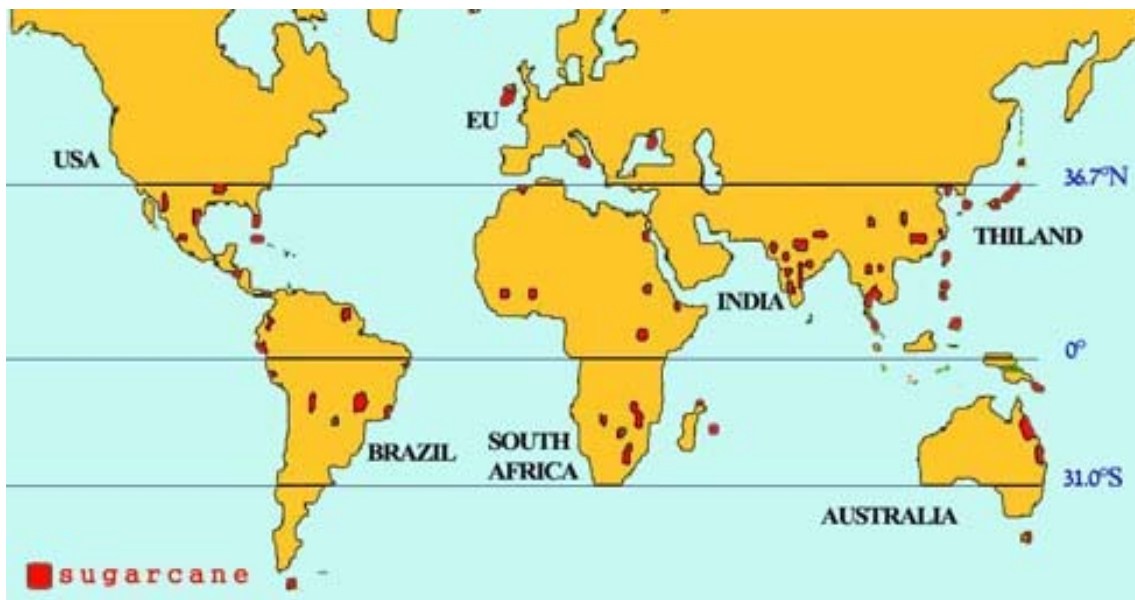 EU
USA
36.7°N
THILAND
INDIA
0°
BRAZIL
SOUTH
AFRICA
31.0°S
AUSTRALIA
sugarcane